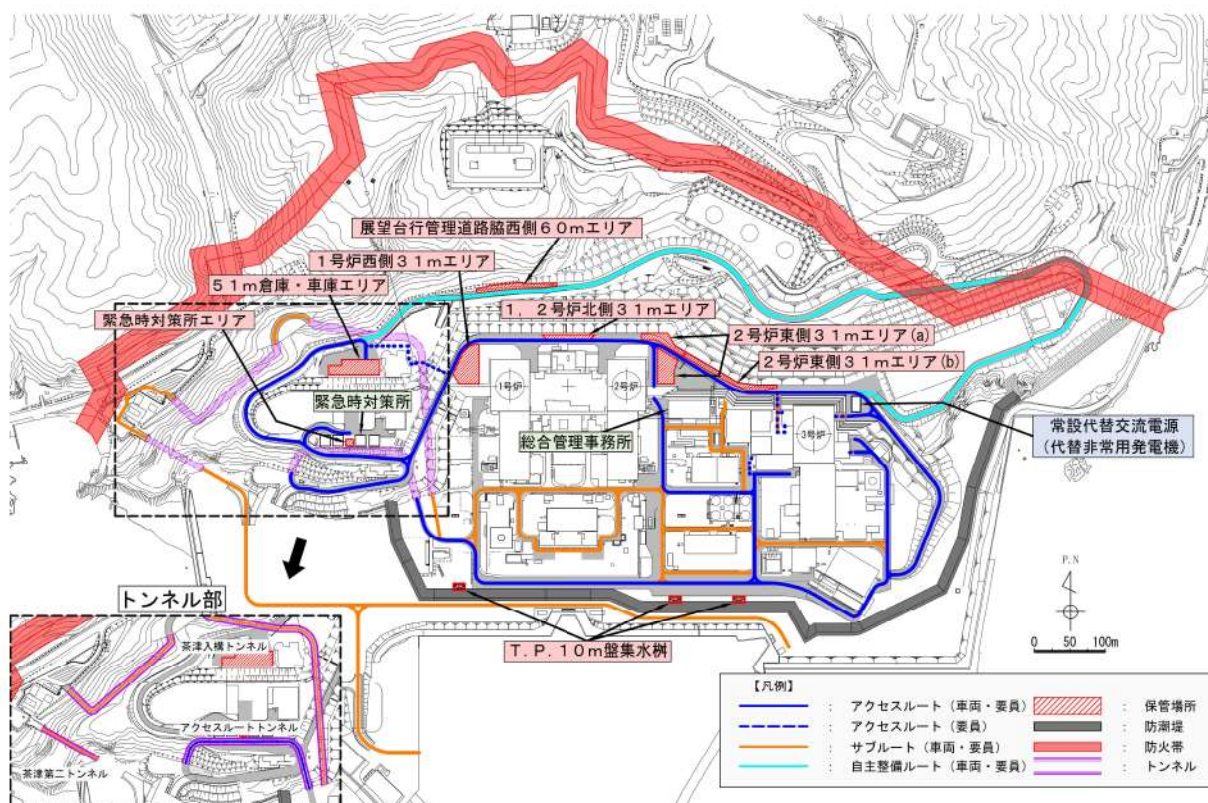 展望台行管理道路脇西側６０ｍエリア
１号炉西側３１ｍエリア
５１ｍ倉庫・車庫エリア
緊急時対策所エリア
１，２号炉北側３１ｍエリア
２号炉東側３１ｍエリア(a)
２号炉東側３１ｍエリア(b)
1号炉
2号炉
3号炉
緊急時対策所
総合管理事務所
常設代替交流電源
（代替非常用発電機）
トンネル部
茶津入構トンネル
アクセスルートトンネル
茶津第二トンネル
Ｔ．Ｐ．１０ｍ盤集水桝
P.N
0 50 100m
【凡例】
： アクセスルート（車両・要員）
： アクセスルート（要員）
： サブルート（車両・要員）
： 自主整備ルート（車両・要員）
： 保管場所
： 防潮堤
： 防火帯
： トンネル